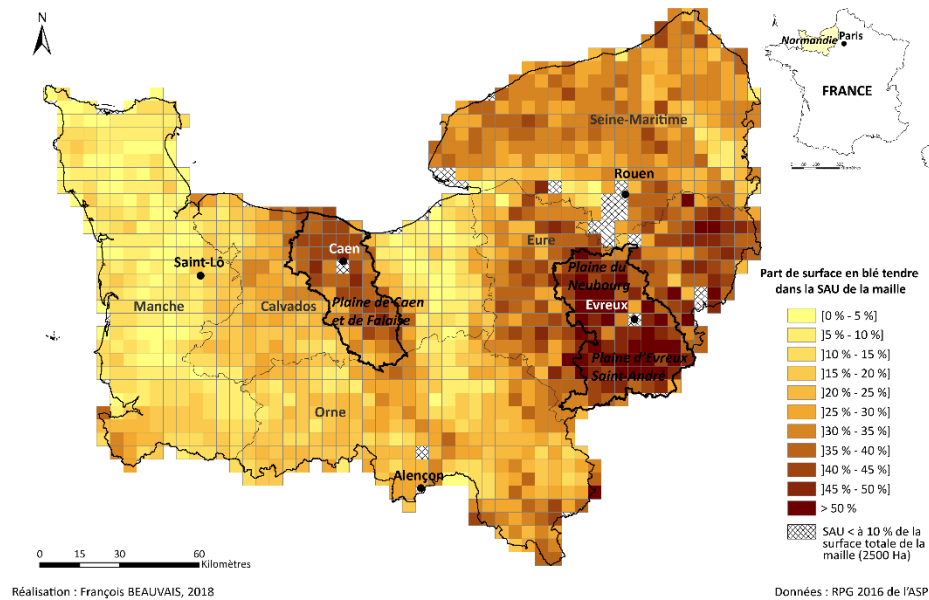 N
Normandie
Paris
FRANCE
Seine-Maritime
Rouen
Eure
Caen
Saint-Lô
Plaine du
Neubourg
Manche
Calvados
Plaine de Caen
et de Falaise
Evreux
Plaine d'Evreux
Saint-André
Orne
Alençon
Part de surface en blé tendre
dans la SAU de la maille
[0 % - 5 %]
]5 % - 10 %]
]10 % - 15 %]
]15 % - 20 %]
]20 % - 25 %]
]25 % - 30 %]
]30 % - 35 %]
]35 % - 40 %]
]40 % - 45 %]
]45 % - 50 %]
> 50 %
SAU < à 10 % de la
surface totale de la
maille (2500 Ha)
0 15 30 60
Kilomètres
Réalisation : François BEAUVAIS, 2018
Données : RPG 2016 de l'ASP